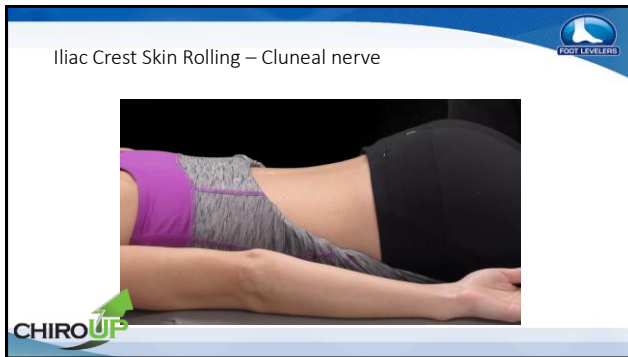 Iliac Crest Skin Rolling – Cluneal nerve
FOOT LEVELERS
CHIROUP